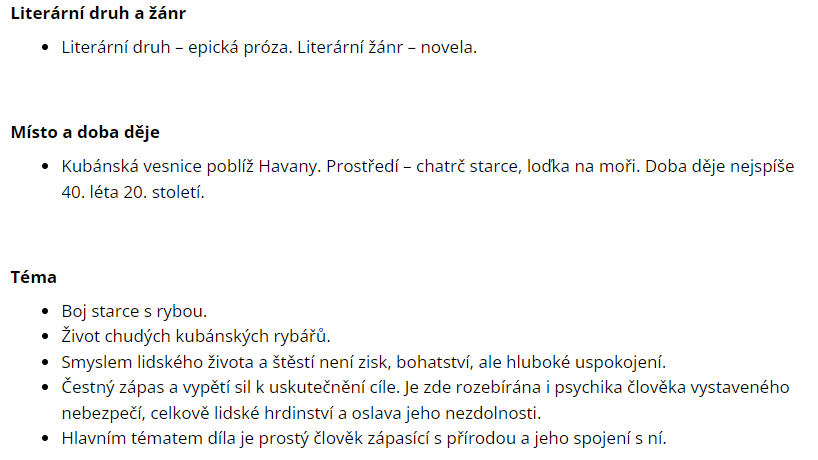 Literární druh a žánr
• Literární druh – epická próza. Literární žánr – novela.
Místo a doba děje
• Kubánská vesnice poblíž Havany. Prostředí – chatrč starce, loďka na moři. Doba děje nejspíše
40. léta 20. století.
Téma
• Boj starce s rybou.
• Život chudých kubánských rybářů.
• Smyslem lidského života a štěstí není zisk, bohatství, ale hluboké uspokojení.
• Čestný zápas a vypětí sil k uskutečnění cíle. Je zde rozebírána i psychika člověka vystaveného
nebezpečí, celkově lidské hrdinství a oslava jeho nezdolnosti.
• Hlavním tématem díla je prostý člověk zápasící s přírodou a jeho spojení s ní.